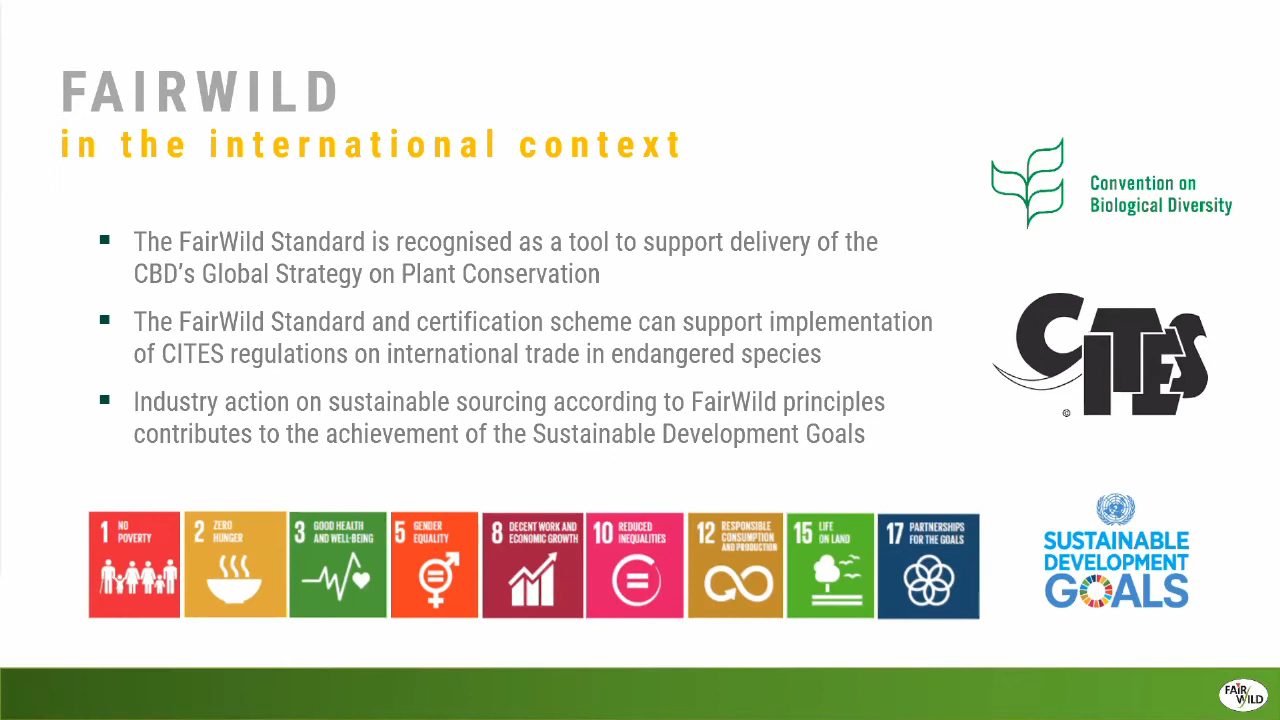 FAIRWILD
in the international context
Convention on
Biological Diversity
▪ The FairWild Standard is recognised as a tool to support delivery of the
CBD's Global Strategy on Plant Conservation
▪ The FairWild Standard and certification scheme can support implementation
of CITES regulations on international trade in endangered species
CITES
©
▪ Industry action on sustainable sourcing according to FairWild principles
contributes to the achievement of the Sustainable Development Goals
1 NO
POVERTY
2 ZERO
HUNGER
3 GOOD HEALTH
AND WELL-BEING
5 GENDER
EQUALITY
8 DECENT WORK AND
ECONOMIC GROWTH
10 REDUCED
INEQUALITIES
12 RESPONSIBLE
CONSUMPTION
AND PRODUCTION
15 LIFE
ON LAND
17 PARTNERSHIPS
FOR THE GOALS
SUSTAINABLE
DEVELOPMENT
GOALS
FAIR
WILD